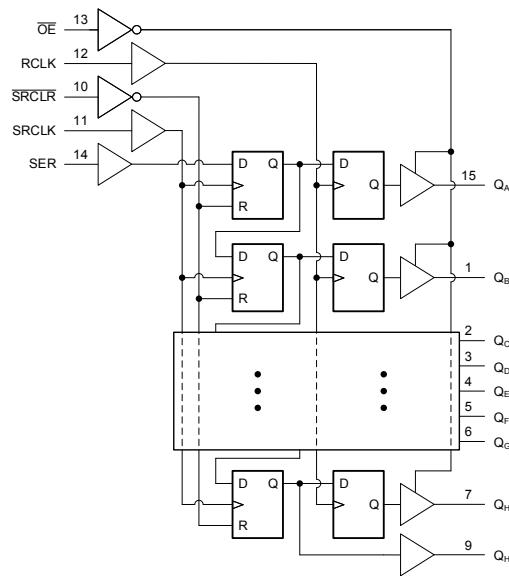 OE 13
RCLK 12
SRCLR 10
SRCLK 11
SER 14
D Q D Q 15 QA
R
D Q D Q 1 QB
R
2 QC
3 QD
4 QE
5 QF
6 QG
D Q D Q 7 QH
R
9 QH